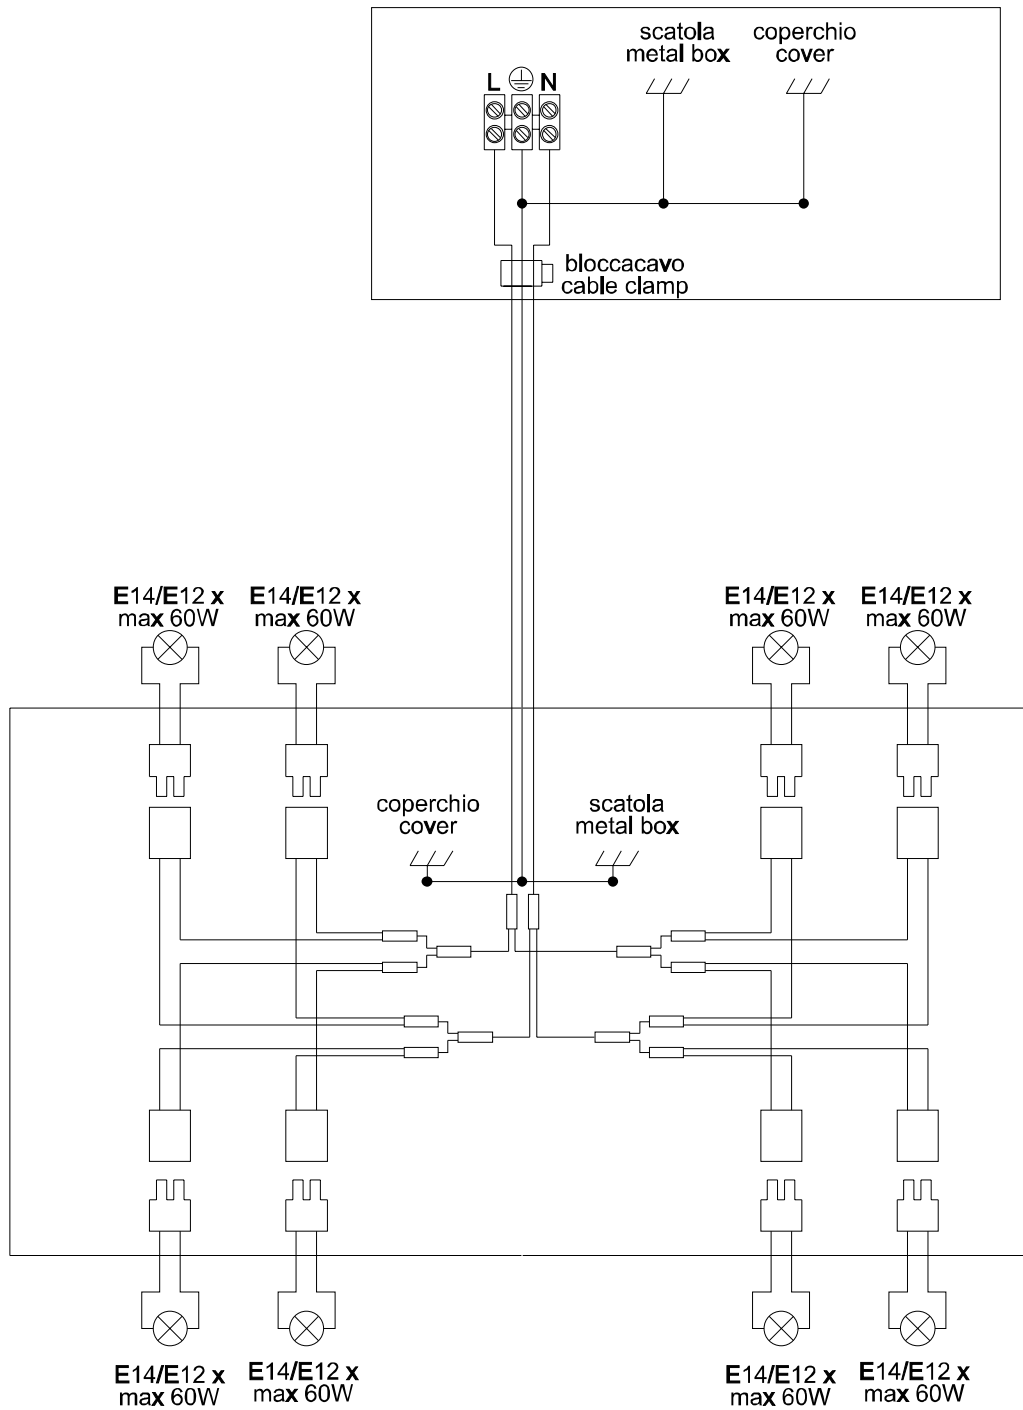 scatola
metal box
coperchio
cover
L N
bloccacavo
cable clamp
E14/E12 x
max 60W
E14/E12 x
max 60W
E14/E12 x
max 60W
E14/E12 x
max 60W
coperchio
cover
scatola
metal box
E14/E12 x
max 60W
E14/E12 x
max 60W
E14/E12 x
max 60W
E14/E12 x
max 60W